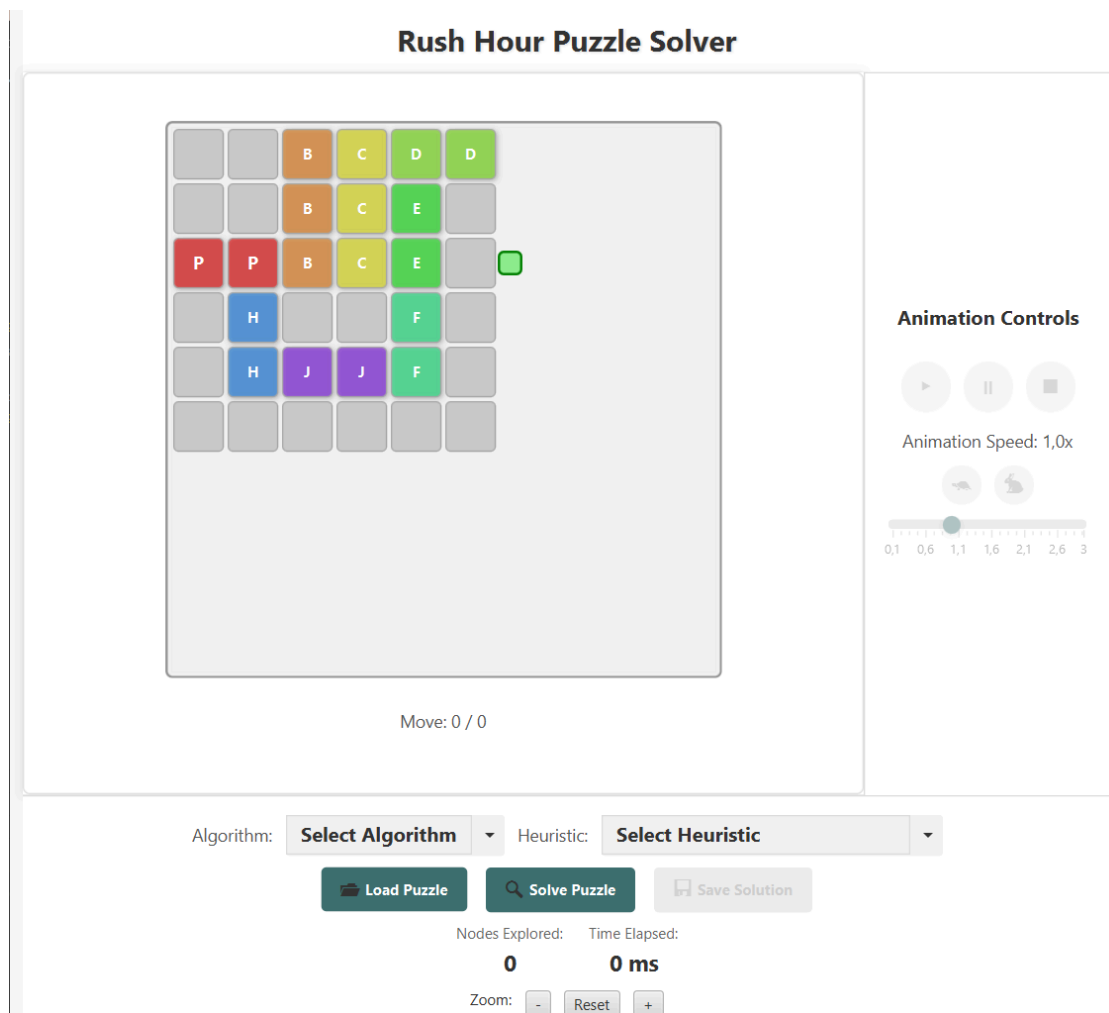 Rush Hour Puzzle Solver
B C D D
B C E
P P B C E
H F
H J J F
Animation Controls
Animation Speed: 1,0x
0,1 0,6 1,1 1,6 2,1 2,6 3
Move: 0 / 0
Algorithm: Select Algorithm Heuristic: Select Heuristic
Load Puzzle Solve Puzzle Save Solution
Nodes Explored: Time Elapsed:
0 0 ms
Zoom: - Reset +